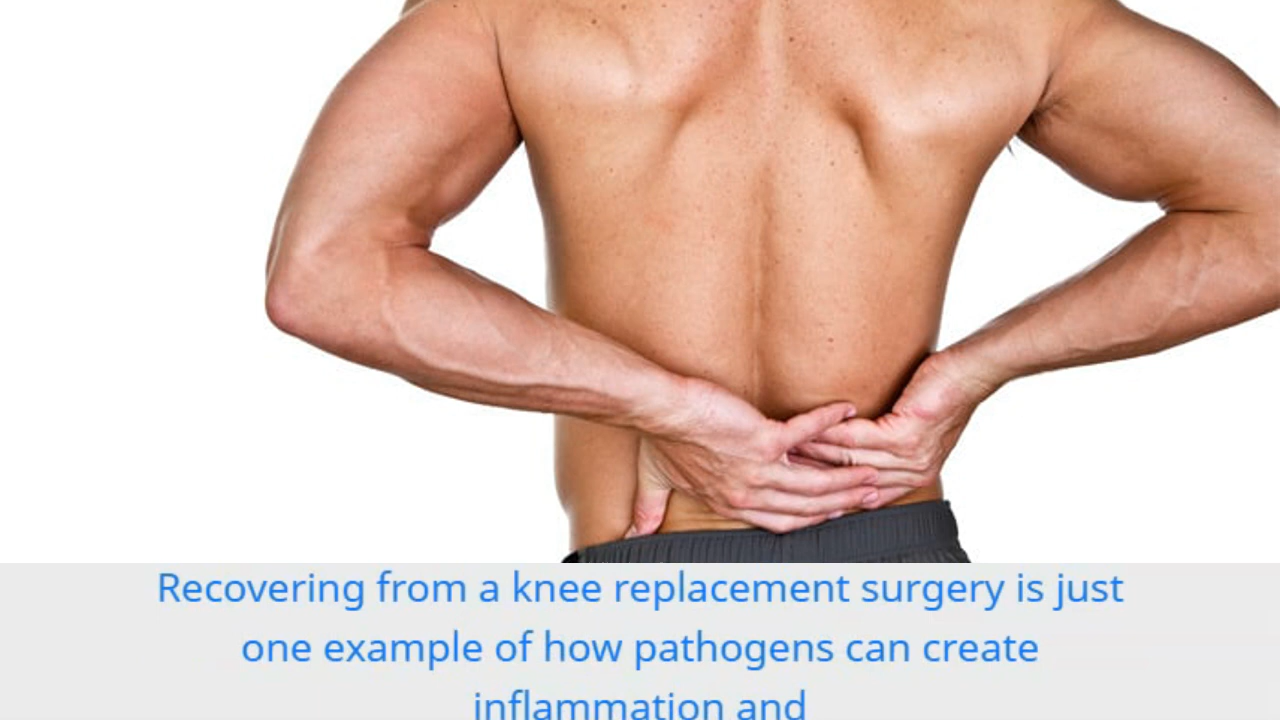 Recovering from a knee replacement surgery is just
one example of how pathogens can create
inflammation and